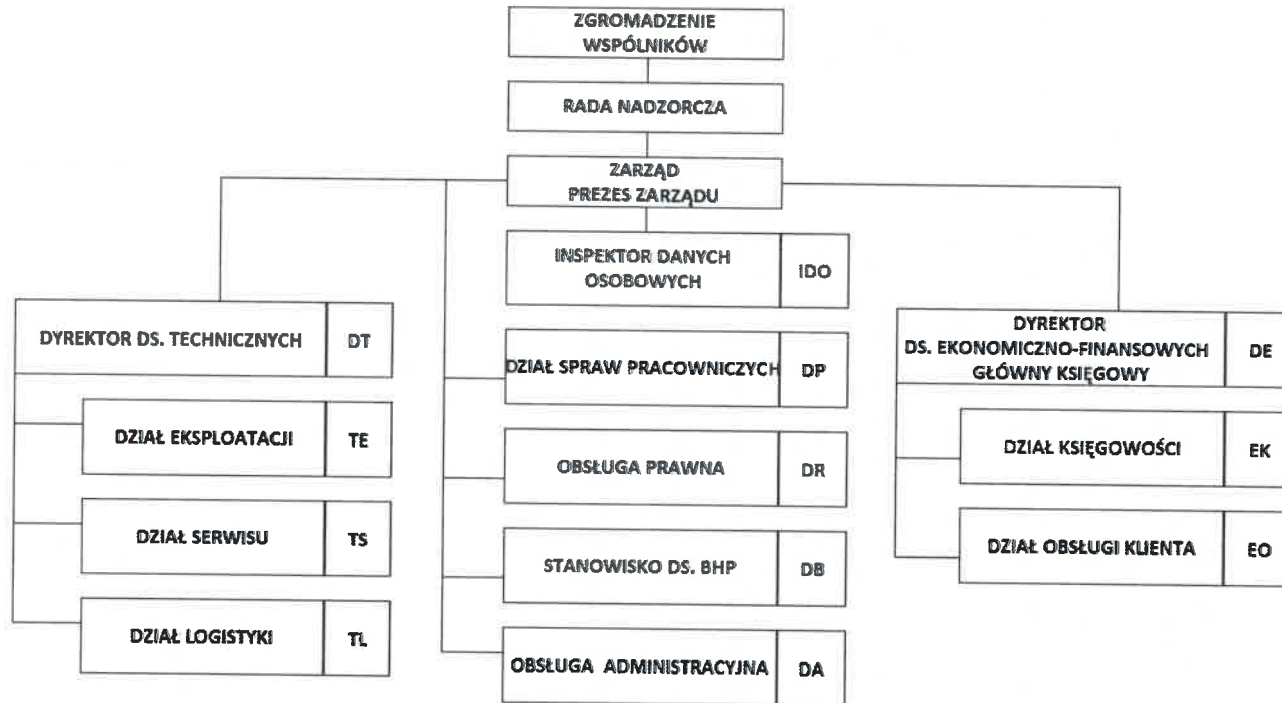 ZGROMADZENIE
WSPÓLNIKÓW
RADA NADZORCZA
ZARZĄD
PREZES ZARZĄDU
INSPEKTOR DANYCH
OSOBOWYCH
IDO
DYREKTOR DS. TECHNICZNYCH
DT
DZIAŁ EKSPLOATACJI
TE
DZIAŁ SERWISU
TS
DZIAŁ LOGISTYKI
TL
DZIAŁ SPRAW PRACOWNICZYCH
DP
OBSŁUGA PRAWNA
DR
STANOWISKO DS. BHP
DB
OBSŁUGA ADMINISTRACYJNA
DA
DYREKTOR
DS. EKONOMICZNO-FINANSOWYCH
GŁÓWNY KSIĘGOWY
DE
DZIAŁ KSIĘGOWOŚCI
EK
DZIAŁ OBSŁUGI KLIENTA
EO